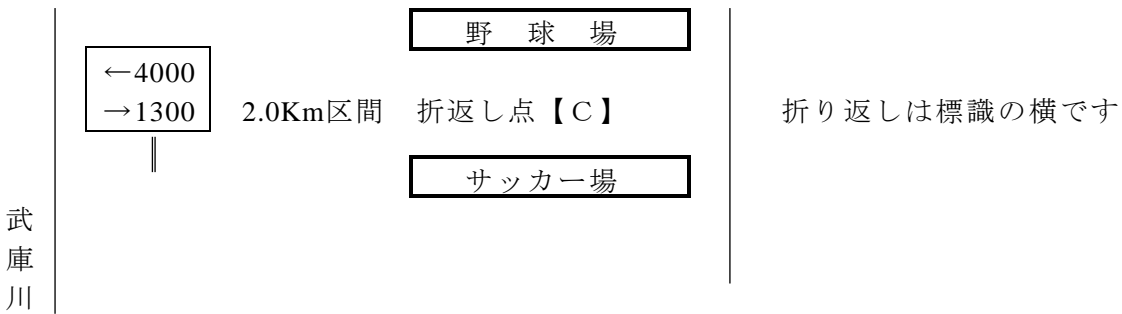 野 球 場
←4000
→1300
2.0Km区間 折返し点【C】
折り返しは標識の横です
サッカー場
武庫川